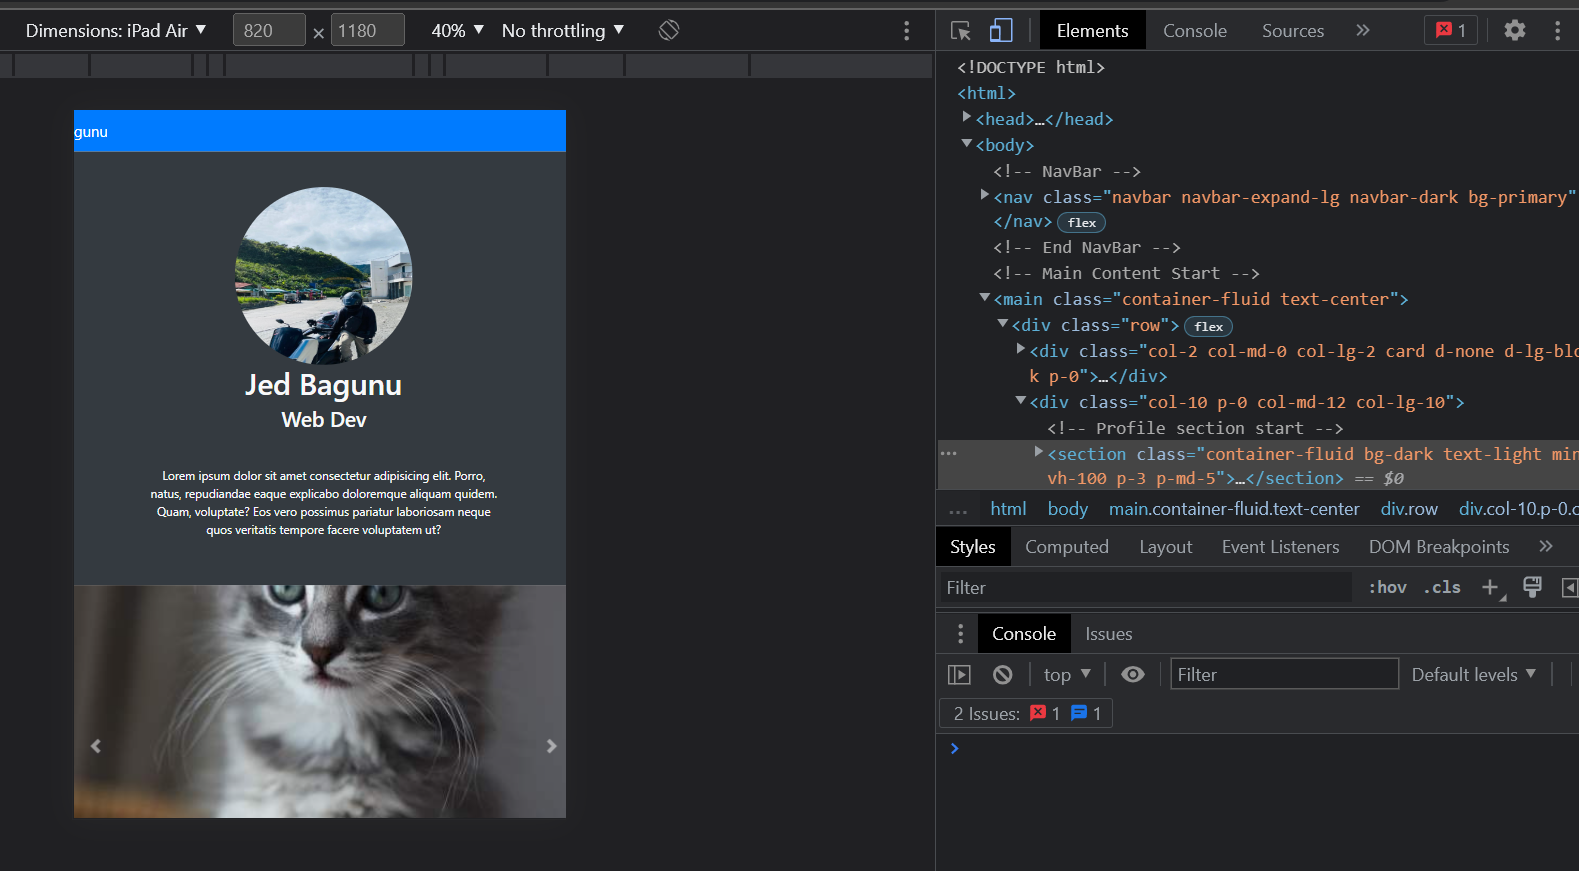 Dimensions: iPad Air ▼ 820 × 1180 40% ▼ No throttling ▼
gunu
Jed Bagunu
Web Dev
Lorem ipsum dolor sit amet consectetur adipisicing elit. Porro,
natus, repudiandae eaque explicabo doloremque aliquam quidem.
Quam, voluptate? Eos vero possimus pariatur laboriosam neque
quos veritatis tempore facere voluptatem ut?
Elements Console Sources » 1
<!DOCTYPE html>
<html>
<head>…</head>
<body>
<!-- NavBar -->
<nav class="navbar navbar-expand-lg navbar-dark bg-primary"
</nav> flex
<!-- End NavBar -->
<!-- Main Content Start -->
<main class="container-fluid text-center">
<div class="row"> flex
<div class="col-2 col-md-0 col-lg-2 card d-none d-lg-bloc
k p-0">…</div>
<div class="col-10 p-0 col-md-12 col-lg-10">
<!-- Profile section start -->
<section class="container-fluid bg-dark text-light min
vh-100 p-3 p-md-5">…</section> == $0
... html body main.container-fluid.text-center div.row div.col-10.p-0.c
Styles Computed Layout Event Listeners DOM Breakpoints »
Filter :hov .cls +
Console Issues
top ▼ Filter Default levels ▼
2 Issues: 1 1